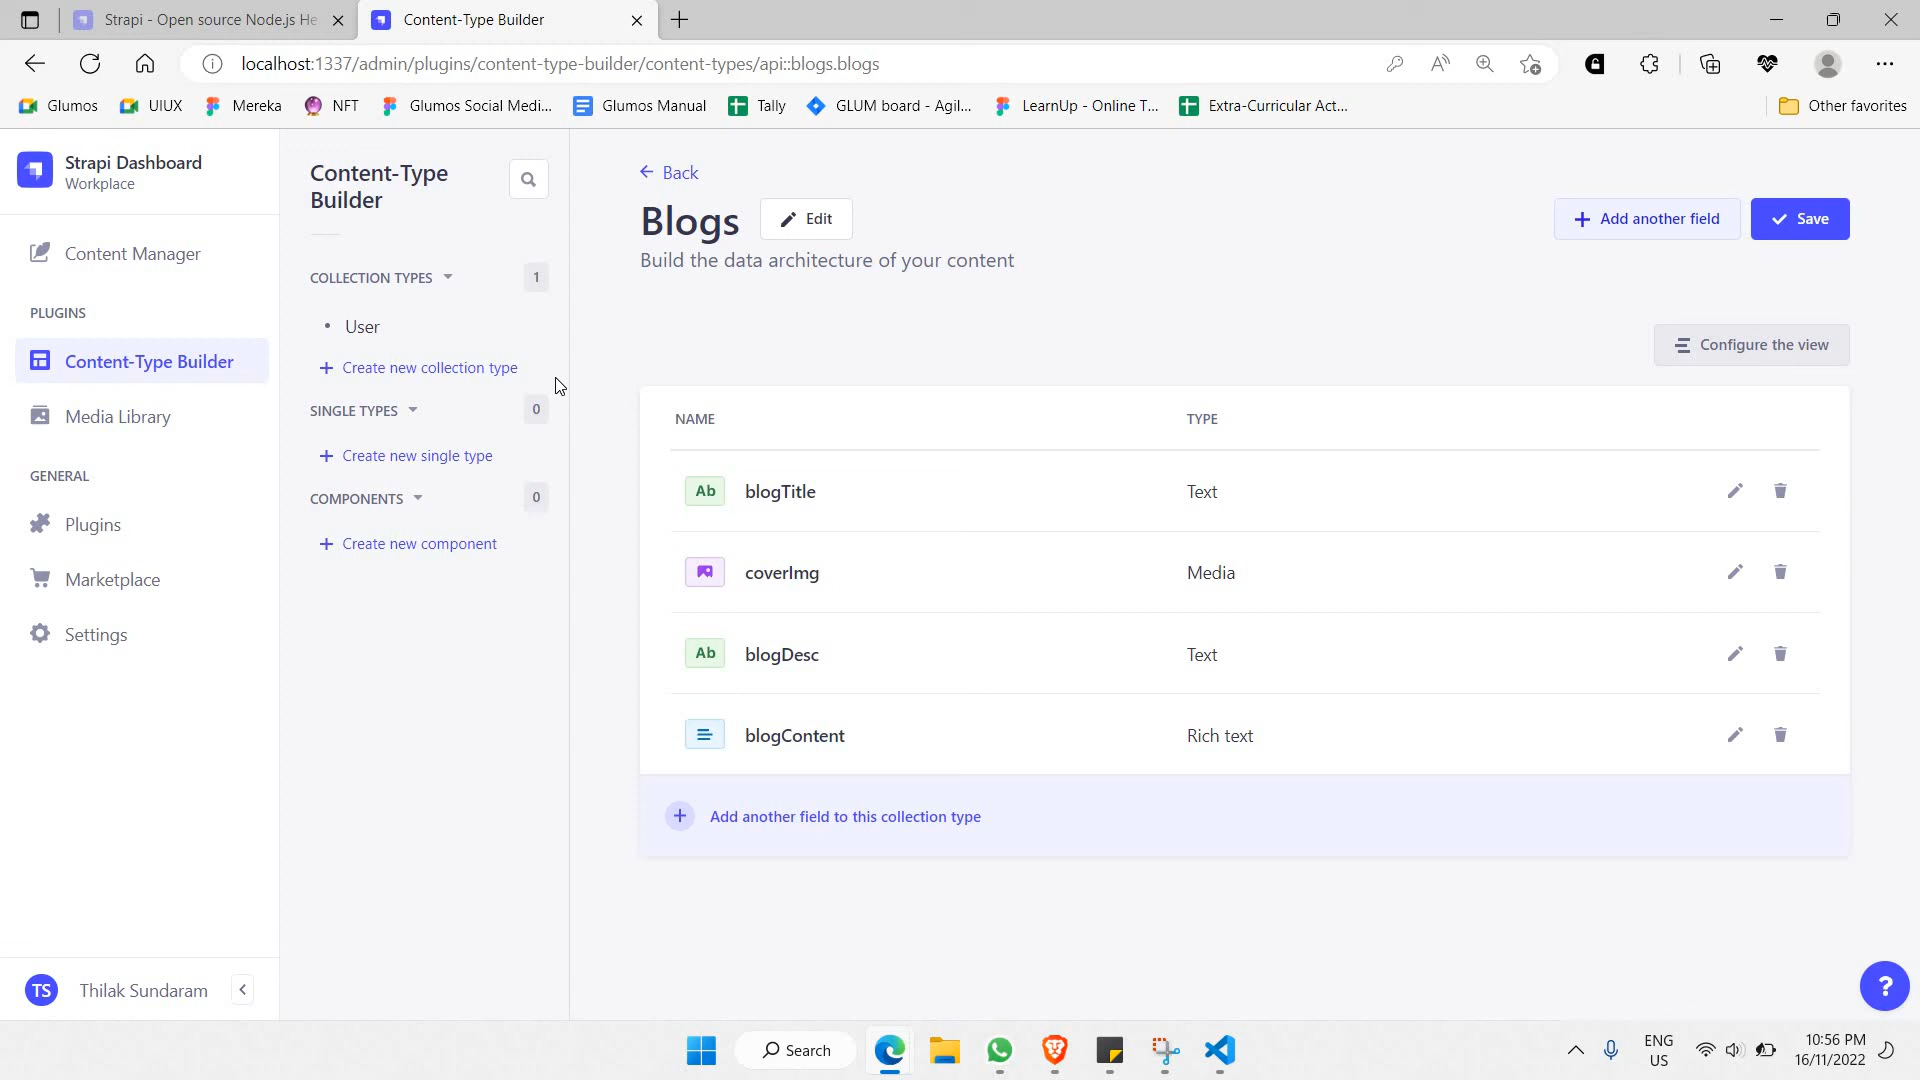 Strapi - Open source Node.js He
Content-Type Builder
localhost:1337/admin/plugins/content-type-builder/content-types/api::blogs.blogs
Glumos
UIUX
Mereka
NFT
Glumos Social Medi...
Glumos Manual
Tally
GLUM board - Agil...
LearnUp - Online T...
Extra-Curricular Act...
Other favorites
Strapi Dashboard
Workplace
Content Manager
PLUGINS
Content-Type Builder
Media Library
GENERAL
Plugins
Marketplace
Settings
TS
Thilak Sundaram
Content-Type
Builder
COLLECTION TYPES
1
User
Create new collection type
SINGLE TYPES
0
Create new single type
COMPONENTS
0
Create new component
Back
Blogs
Edit
Add another field
Save
Build the data architecture of your content
Configure the view
NAME
TYPE
Ab
blogTitle
Text
coverImg
Media
Ab
blogDesc
Text
blogContent
Rich text
Add another field to this collection type
?
Search
ENG
US
10:56 PM
16/11/2022